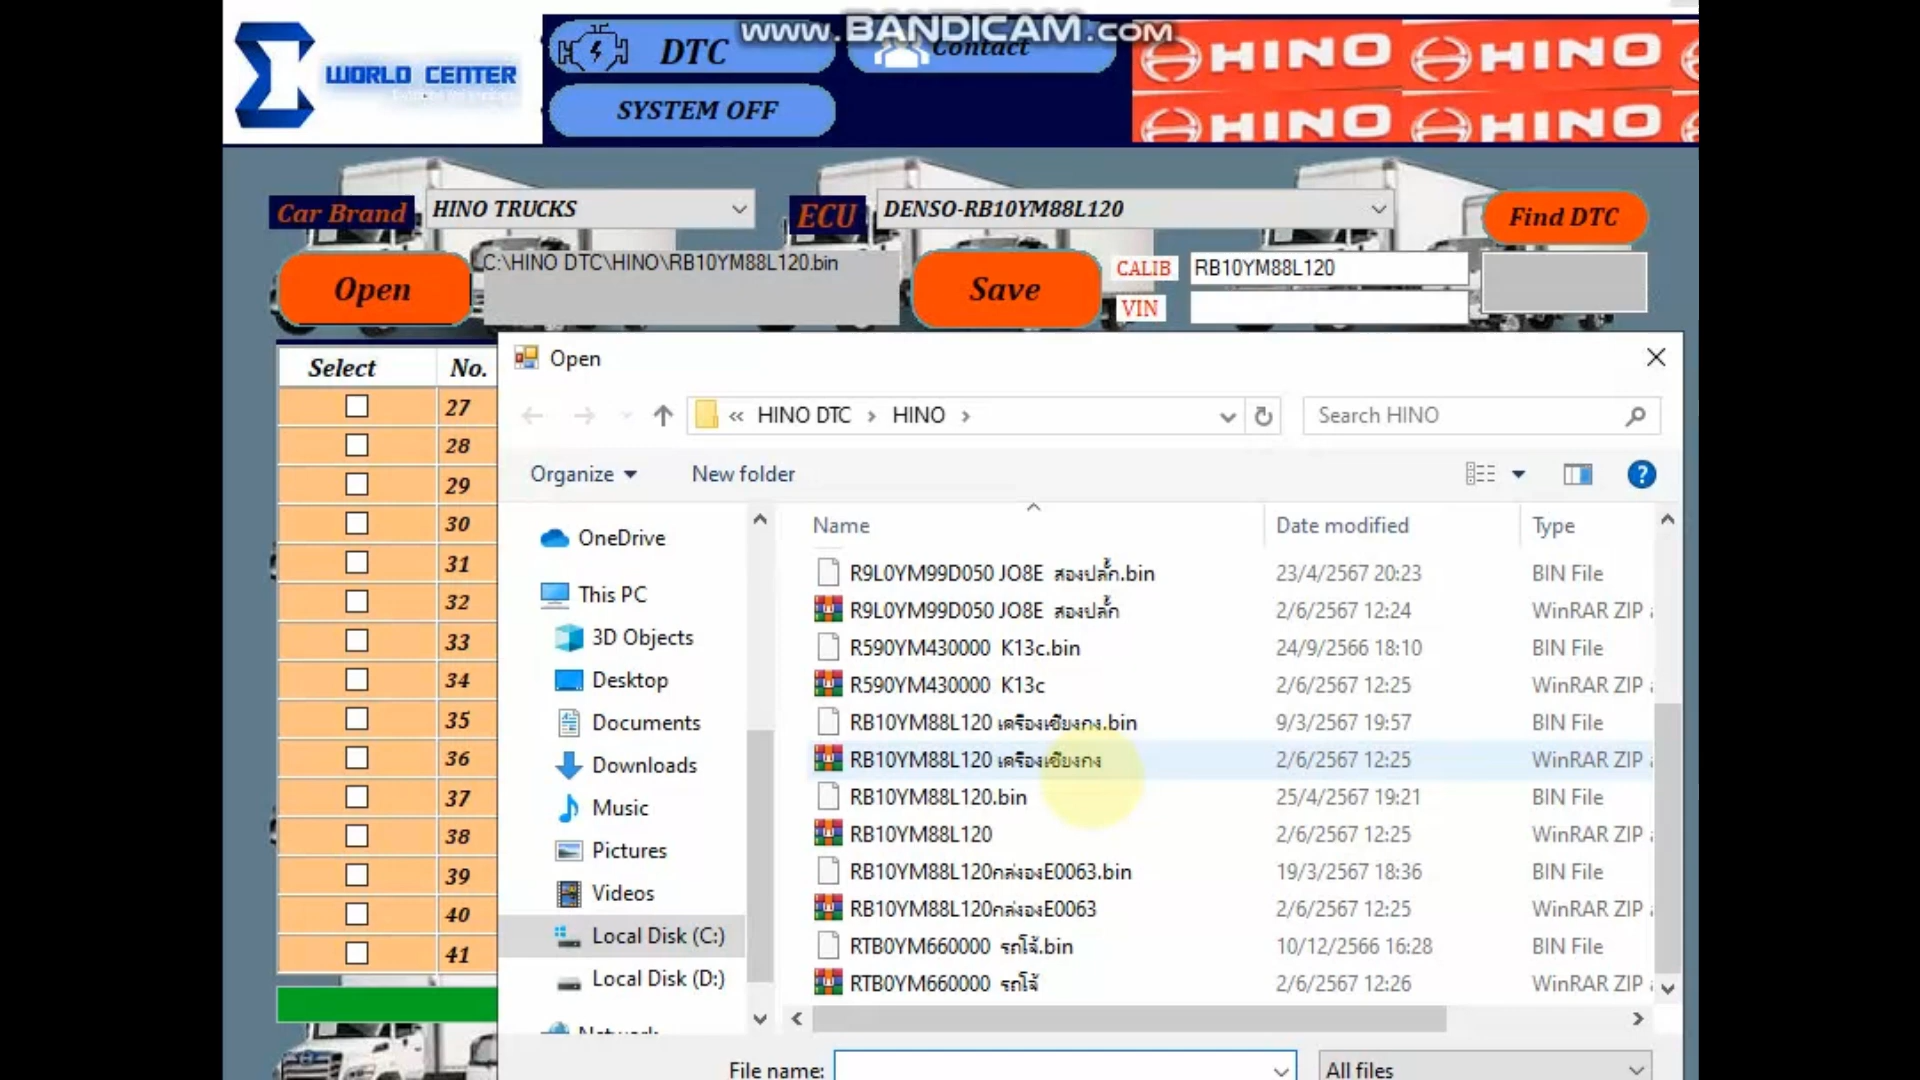 www.BANDICAM.com
WORLD CENTER
DTC
Contact
SYSTEM OFF
HINO HINO
HINO HINO
Car Brand HINO TRUCKS ECU DENSO-RB10YM88L120 Find DTC
Open C:\HINO DTC\HINO\RB10YM88L120.bin Save CALIB RB10YM88L120
VIN
Select No.
27
28
29
30
31
32
33
34
35
36
37
38
39
40
41
Open
« HINO DTC › HINO › Search HINO
Organize New folder
OneDrive
This PC
3D Objects
Desktop
Documents
Downloads
Music
Pictures
Videos
Local Disk (C:)
Local Disk (D:)
Network
Name Date modified Type
R9L0YM99D050 JO8E สองปลั๊ก.bin 23/4/2567 20:23 BIN File
R9L0YM99D050 JO8E สองปลั๊ก 2/6/2567 12:24 WinRAR ZIP
R590YM430000 K13c.bin 24/9/2566 18:10 BIN File
R590YM430000 K13c 2/6/2567 12:25 WinRAR ZIP
RB10YM88L120 เครื่องเซียงกง.bin 9/3/2567 19:57 BIN File
RB10YM88L120 เครื่องเซียงกง 2/6/2567 12:25 WinRAR ZIP
RB10YM88L120.bin 25/4/2567 19:21 BIN File
RB10YM88L120 2/6/2567 12:25 WinRAR ZIP
RB10YM88L120กล่องE0063.bin 19/3/2567 18:36 BIN File
RB10YM88L120กล่องE0063 2/6/2567 12:25 WinRAR ZIP
RTB0YM660000 รถโจ้.bin 10/12/2566 16:28 BIN File
RTB0YM660000 รถโจ้ 2/6/2567 12:26 WinRAR ZIP
File name: All files